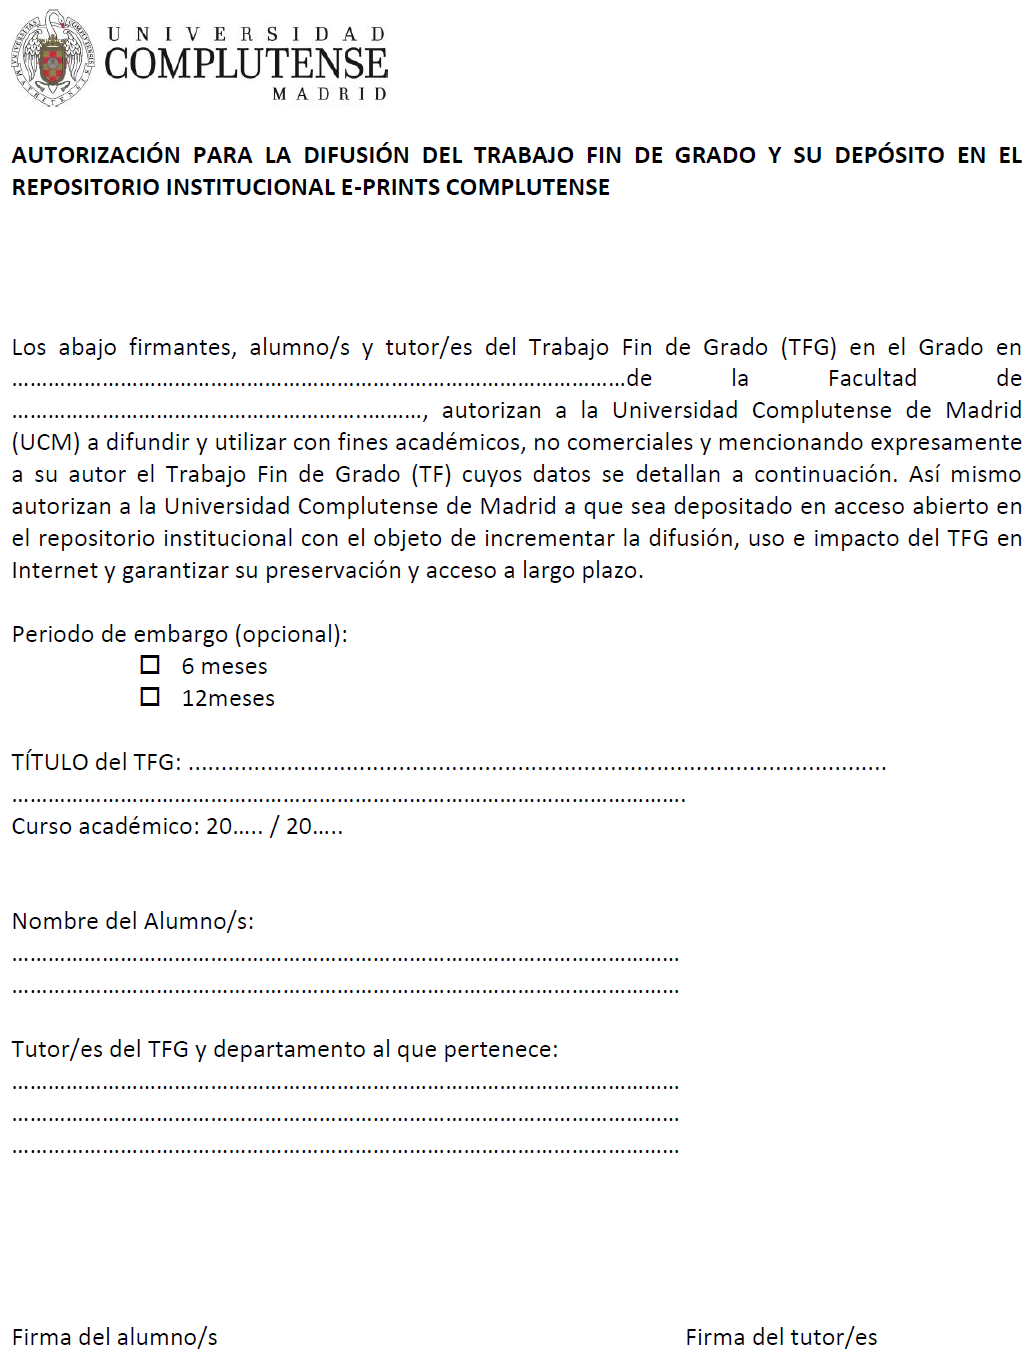 UNIVERSIDAD
COMPLUTENSE
MADRID
AUTORIZACIÓN PARA LA DIFUSIÓN DEL TRABAJO FIN DE GRADO Y SU DEPÓSITO EN EL
REPOSITORIO INSTITUCIONAL E-PRINTS COMPLUTENSE
Los abajo firmantes, alumno/s y tutor/es del Trabajo Fin de Grado (TFG) en el Grado en
…………………………………………………………………………………………de la Facultad de
…………………………………………………..………, autorizan a la Universidad Complutense de Madrid
(UCM) a difundir y utilizar con fines académicos, no comerciales y mencionando expresamente
a su autor el Trabajo Fin de Grado (TF) cuyos datos se detallan a continuación. Así mismo
autorizan a la Universidad Complutense de Madrid a que sea depositado en acceso abierto en
el repositorio institucional con el objeto de incrementar la difusión, uso e impacto del TFG en
Internet y garantizar su preservación y acceso a largo plazo.
Periodo de embargo (opcional):
☐ 6 meses
☐ 12meses
TÍTULO del TFG: ..........................................................................................................
………………………………………………………………………………………………….
Curso académico: 20….. / 20…..
Nombre del Alumno/s:
…………………………………………………………………………………………………
…………………………………………………………………………………………………
Tutor/es del TFG y departamento al que pertenece:
…………………………………………………………………………………………………
…………………………………………………………………………………………………
…………………………………………………………………………………………………
Firma del alumno/s Firma del tutor/es